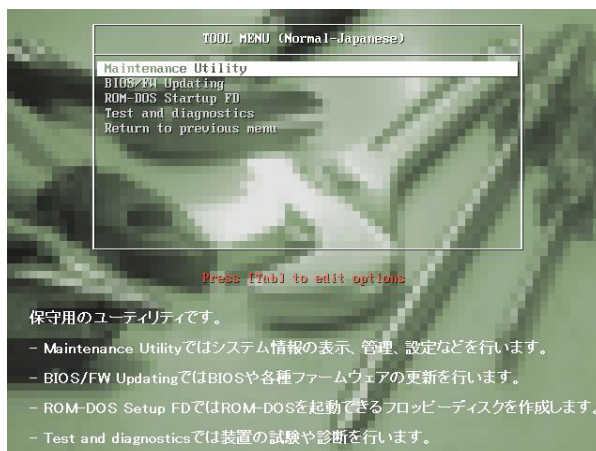 TOOL MENU (Normal-Japanese)
Maintenance Utility
BIOS/FW Updating
ROM-DOS Startup FD
Test and diagnostics
Return to previous menu
Press [Tab] to edit options
保守用のユーティリティです。
- Maintenance Utilityではシステム情報の表示、管理、設定などを行います。
- BIOS/FW UpdatingではBIOSや各種ファームウェアの更新を行います。
- ROM-DOS Setup FDではROM-DOSを起動できるフロッピーディスクを作成します。
- Test and diagnosticsでは装置の試験や診断を行います。